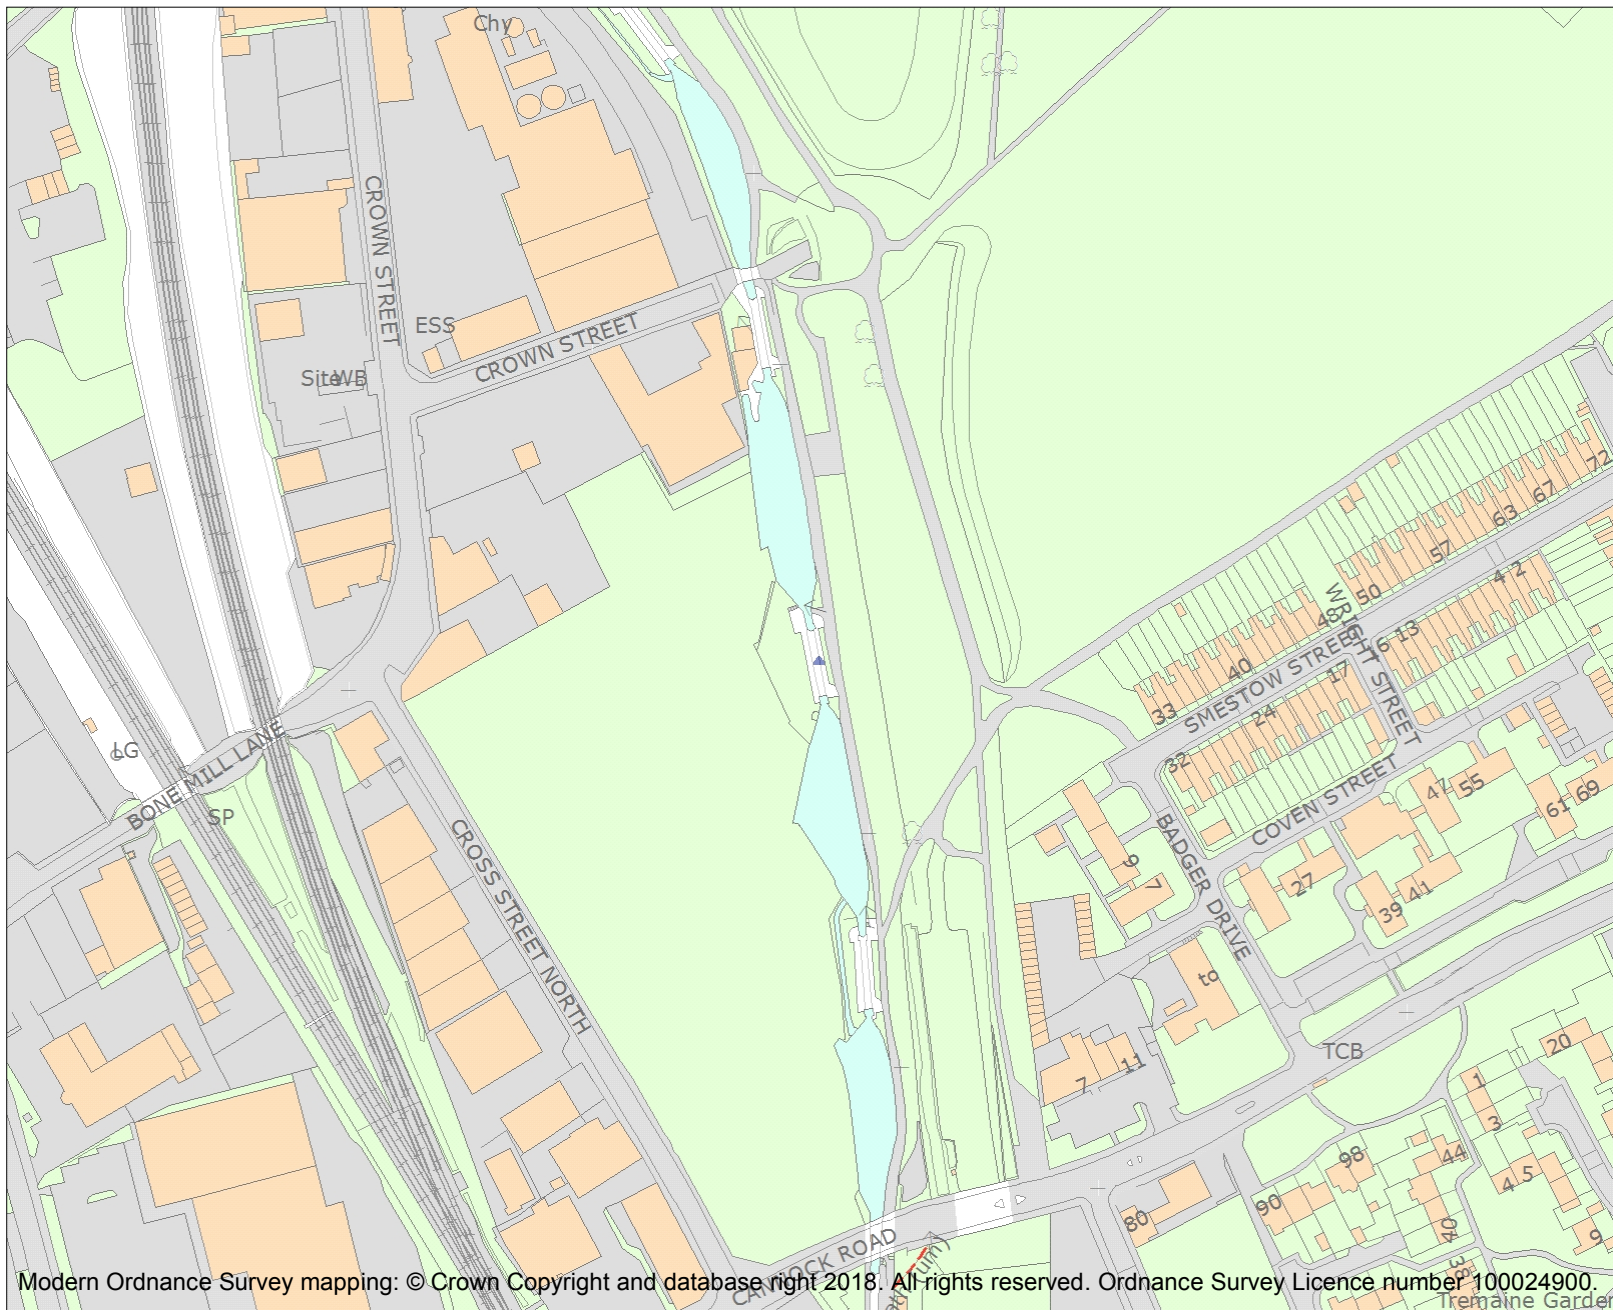 Chy
CROWN STREET
ESS
CROWN STREET
WB
72
67
63
57
50
48
WRIGHT STREET
4 2
16 13
40
33
SMESTOW STREET
17
24
32
LG
BONE MILL LANE
SP
COVEN STREET
47
55
61 69
BADGER DRIVE
9
7
27
39 41
CROSS STREET NORTH
to
TCB
20
7
11
1
3
98
44
4.5
90
80
40
9
38
CANNOCK ROAD
Modern Ordnance Survey mapping: © Crown Copyright and database right 2018. All rights reserved. Ordnance Survey Licence number 100024900.